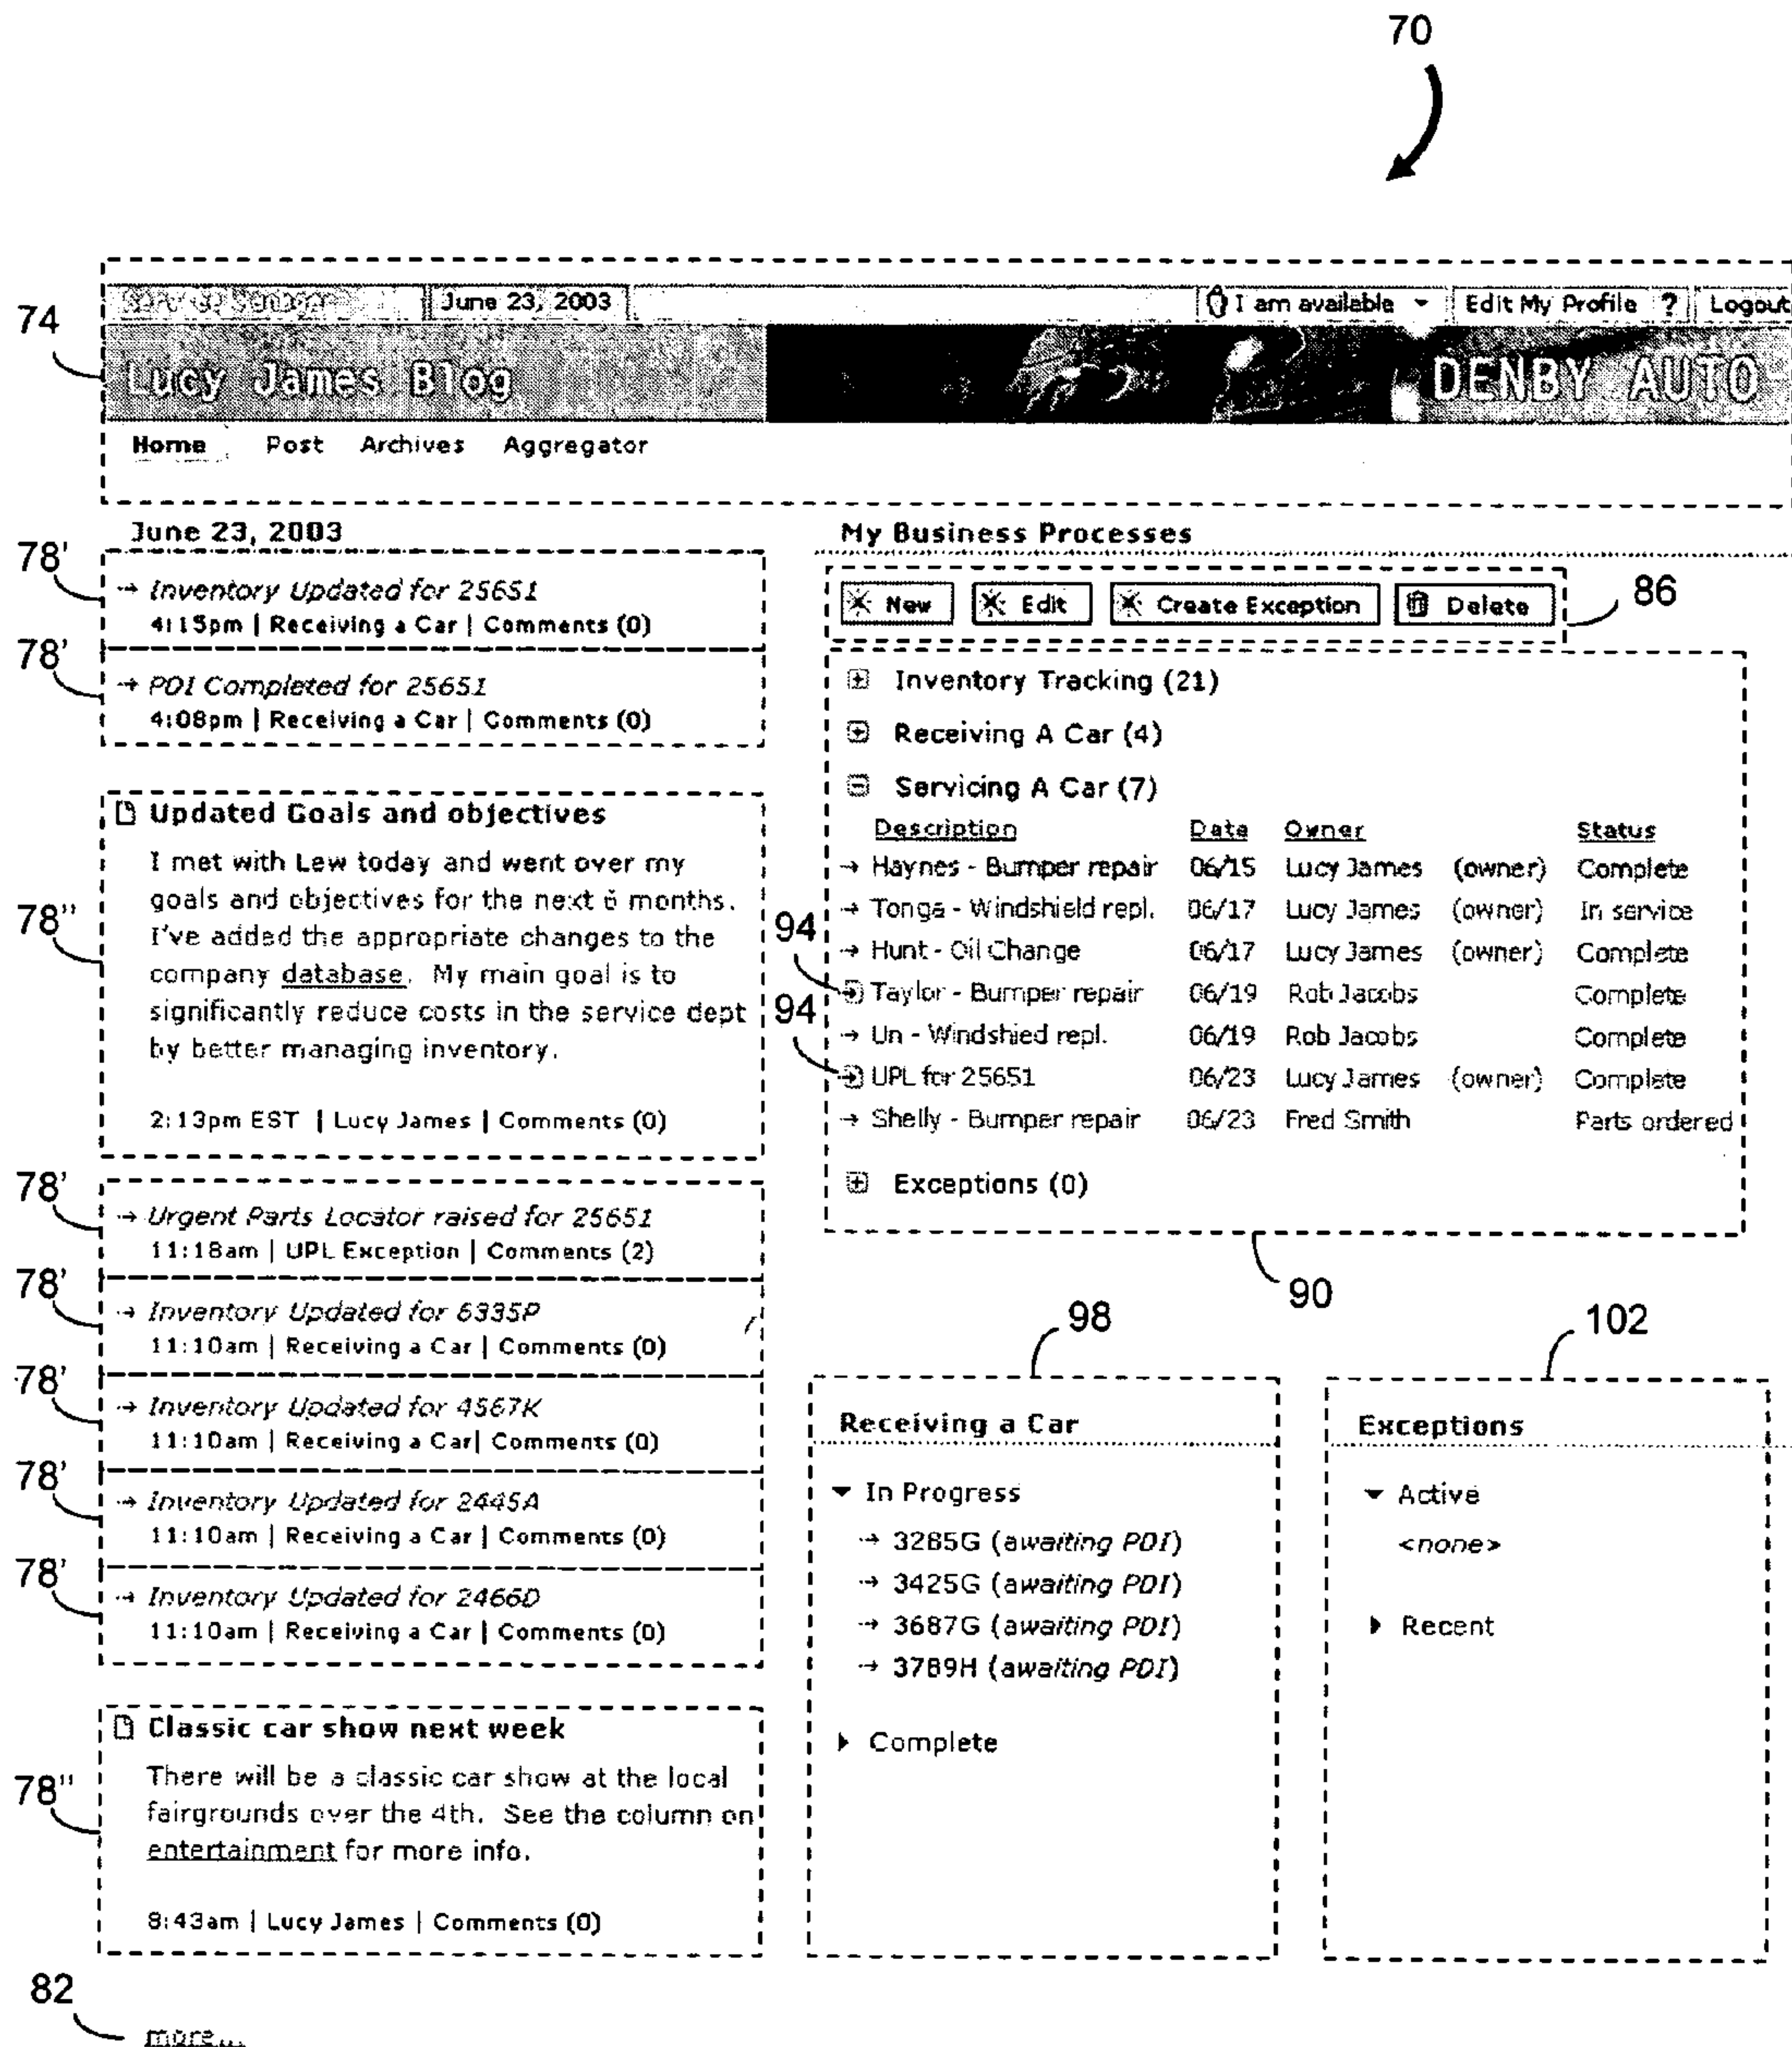 70
74
June 23, 2003
I am available
Edit My Profile ?
Logout
Lucy James Blog
DENBY AUTO
Home Post Archives Aggregator
June 23, 2003
78'
→ Inventory Updated for 25651
4:15pm | Receiving a Car | Comments (0)
78'
→ PDI Completed for 25651
4:08pm | Receiving a Car | Comments (0)
78"
Updated Goals and objectives
I met with Lew today and went over my
goals and objectives for the next 6 months.
I've added the appropriate changes to the
company database. My main goal is to
significantly reduce costs in the service dept
by better managing inventory.
2:13pm EST | Lucy James | Comments (0)
78'
→ Urgent Parts Locator raised for 25651
11:18am | UPL Exception | Comments (2)
78'
→ Inventory Updated for 6335P
11:10am | Receiving a Car | Comments (0)
78'
→ Inventory Updated for 4567K
11:10am | Receiving a Car| Comments (0)
78'
→ Inventory Updated for 2445A
11:10am | Receiving a Car | Comments (0)
78'
→ Inventory Updated for 2466D
11:10am | Receiving a Car | Comments (0)
78"
Classic car show next week
There will be a classic car show at the local
fairgrounds over the 4th. See the column on
entertainment for more info.
8:43am | Lucy James | Comments (0)
82
more...
My Business Processes
New Edit Create Exception Delete
86
Inventory Tracking (21)
Receiving A Car (4)
Servicing A Car (7)
Description Date Owner Status
→ Haynes - Bumper repair 06/15 Lucy James (owner) Complete
→ Tonga - Windshield repl. 06/17 Lucy James (owner) In service
94
→ Hunt - Oil Change 06/17 Lucy James (owner) Complete
Taylor - Bumper repair 06/19 Rob Jacobs Complete
94
→ Un - Windshied repl. 06/19 Rob Jacobs Complete
UPL for 25651 06/23 Lucy James (owner) Complete
→ Shelly - Bumper repair 06/23 Fred Smith Parts ordered
Exceptions (0)
90
98
Receiving a Car
In Progress
→ 3285G (awaiting PDI)
→ 3425G (awaiting PDI)
→ 3687G (awaiting PDI)
→ 3789H (awaiting PDI)
Complete
102
Exceptions
Active
<none>
Recent